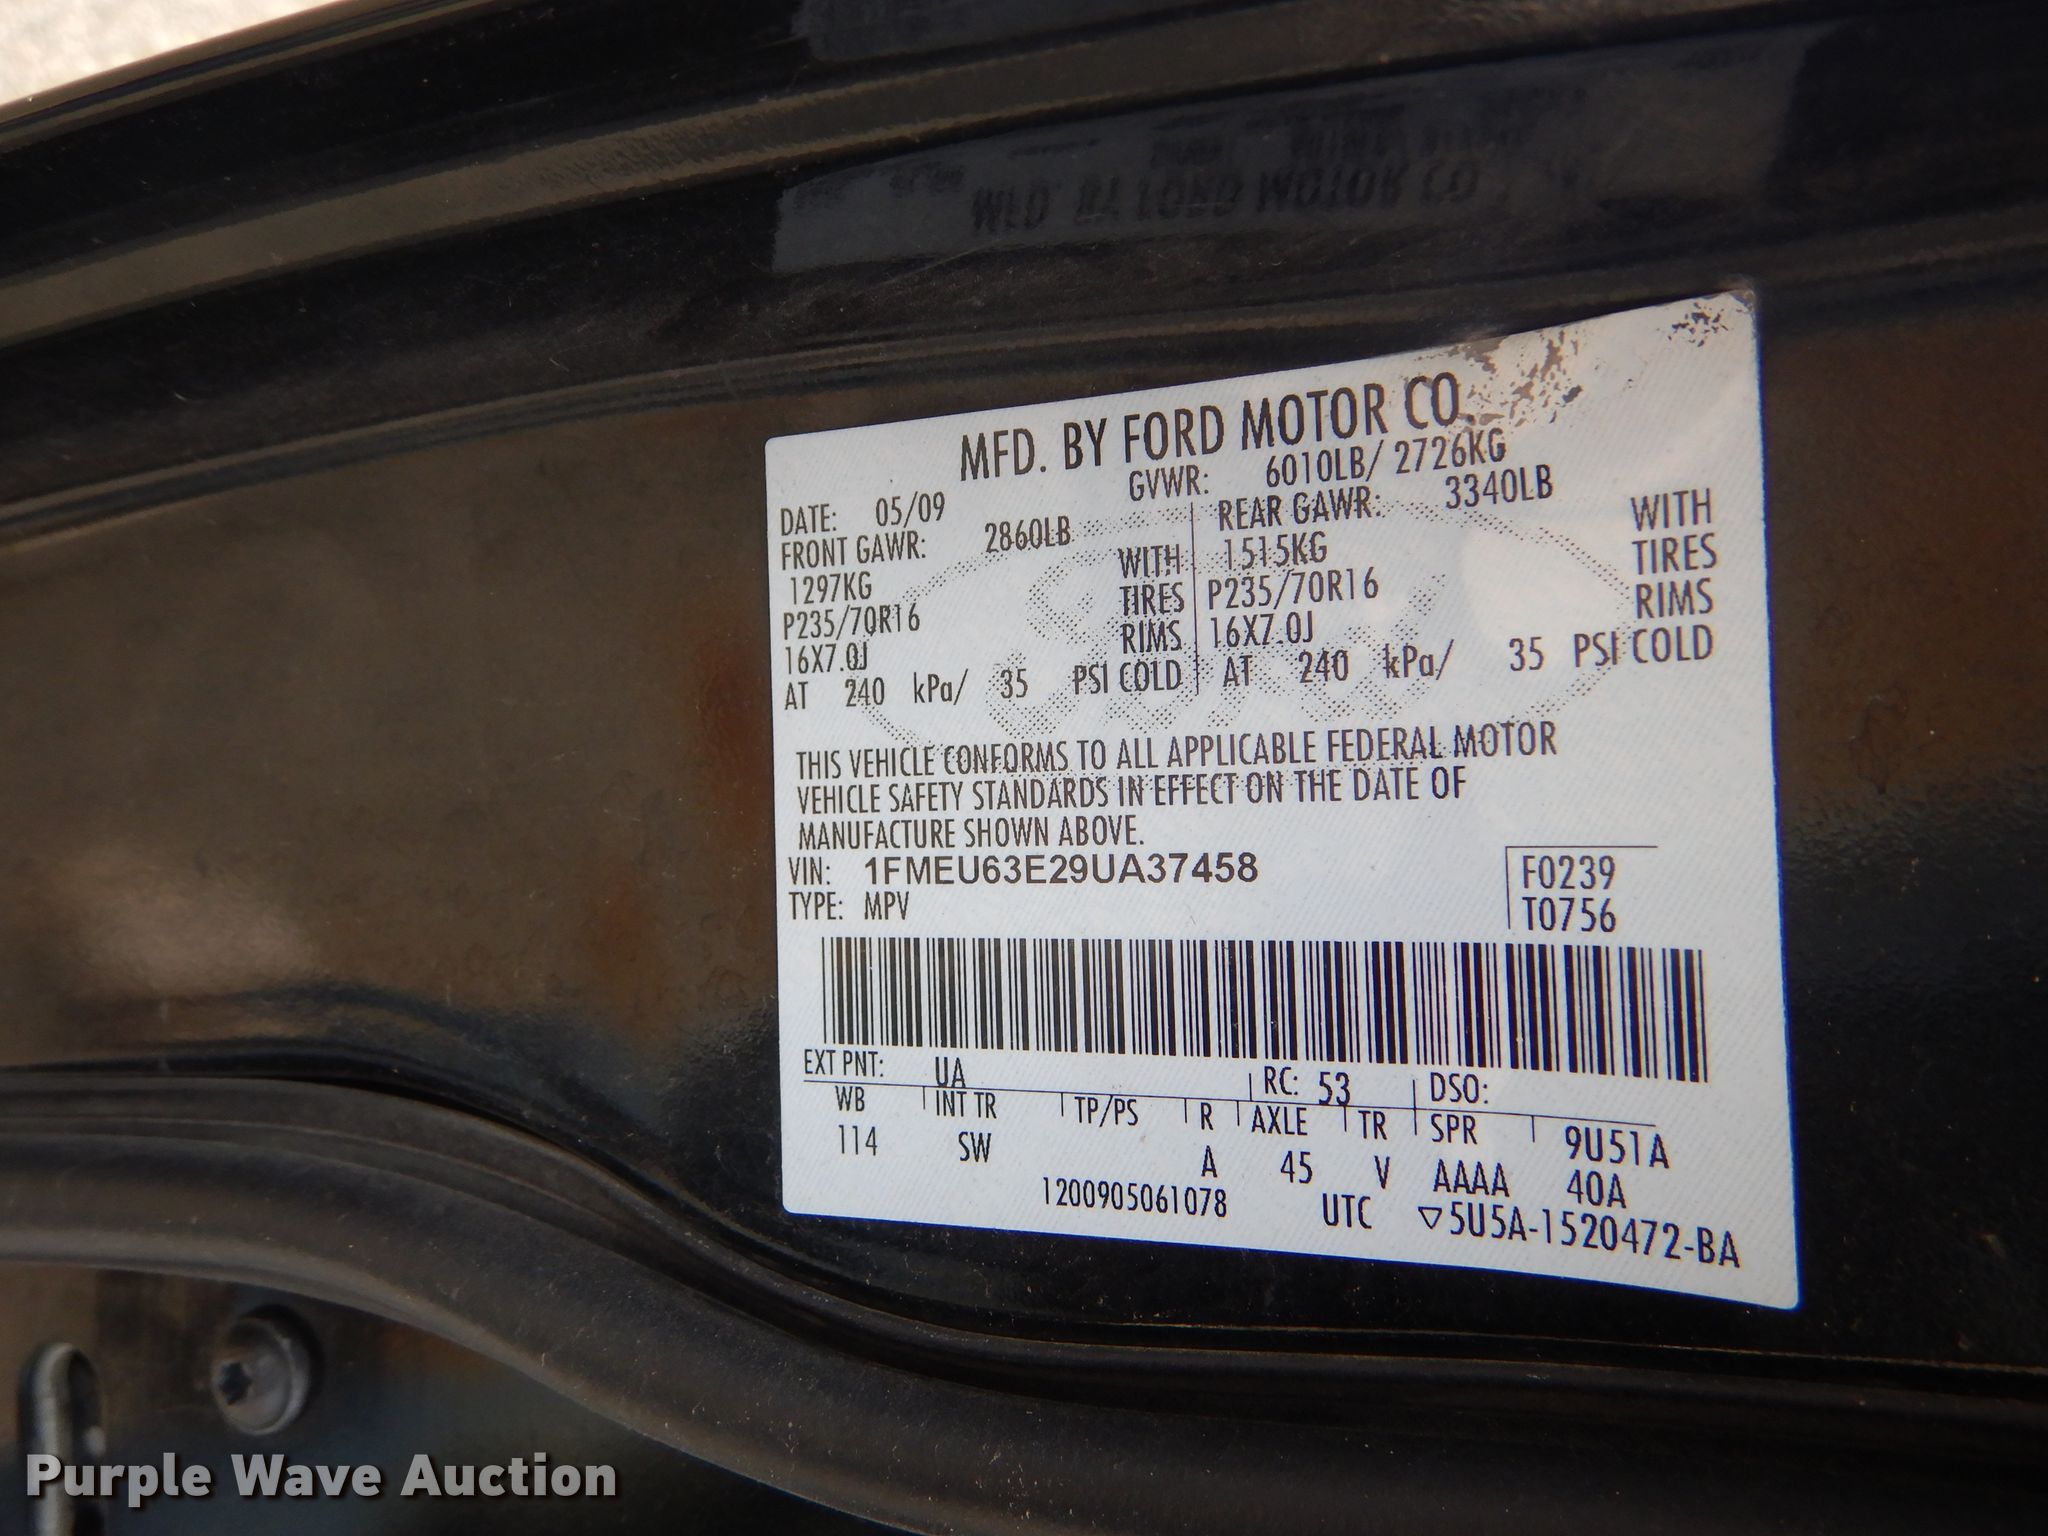 MFD. BY FORD MOTOR CO.
DATE: 05/09 GVWR: 6010LB/ 2726KG
FRONT GAWR: 2860LB REAR GAWR: 3340LB
1297KG WITH 1515KG WITH
P235/70R16 TIRES P235/70R16 TIRES
16X7.0J RIMS 16X7.0J RIMS
AT 240 kPa/ 35 PSI COLD AT 240 kPa/ 35 PSI COLD
THIS VEHICLE CONFORMS TO ALL APPLICABLE FEDERAL MOTOR
VEHICLE SAFETY STANDARDS IN EFFECT ON THE DATE OF
MANUFACTURE SHOWN ABOVE.
VIN: 1FMEU63E29UA37458 F0239
TYPE: MPV T0756
EXT PNT: UA RC: 53 DSO:
WB INT TR TP/PS R AXLE TR SPR 9U51A
114 SW A 45 V AAAA 40A
1200905061078 UTC ▽5U5A-1520472-BA
Purple Wave Auction